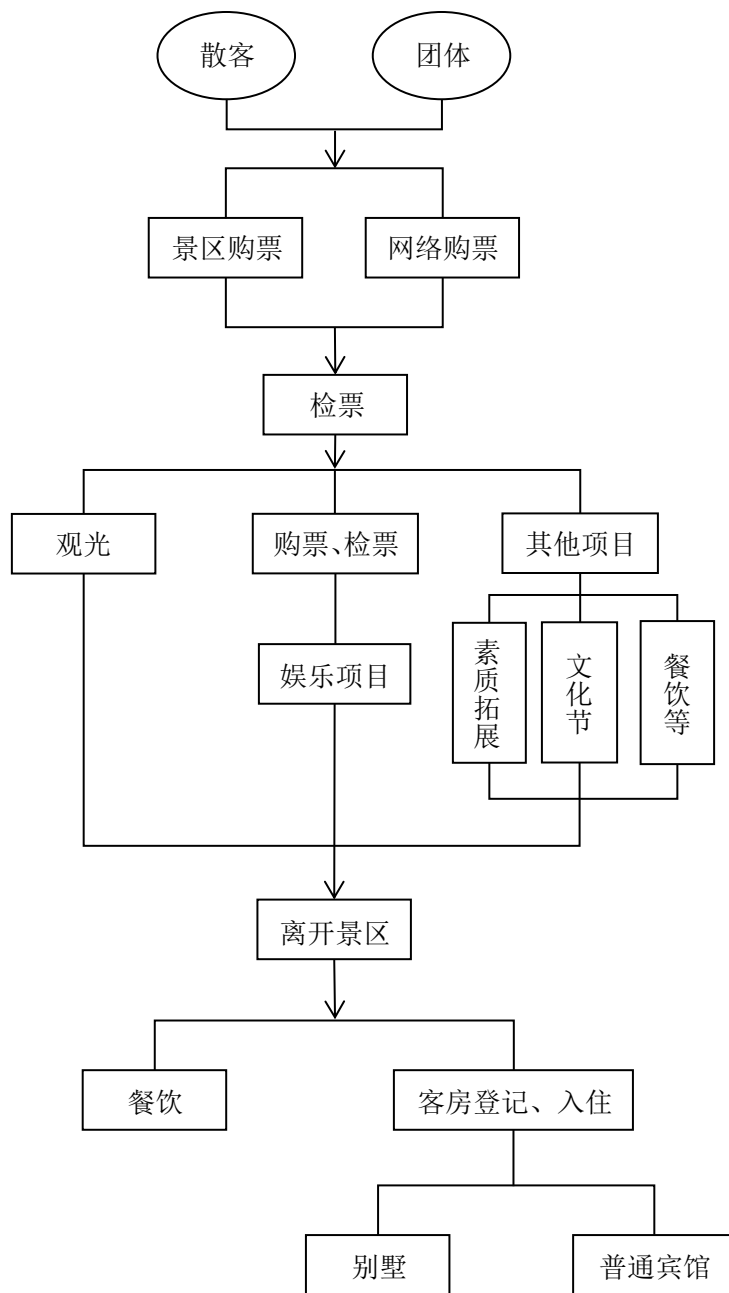 散客
团体
景区购票
网络购票
检票
观光
购票、检票
其他项目
娱乐项目
素质拓展
文化节
餐饮等
离开景区
餐饮
客房登记、入住
别墅
普通宾馆